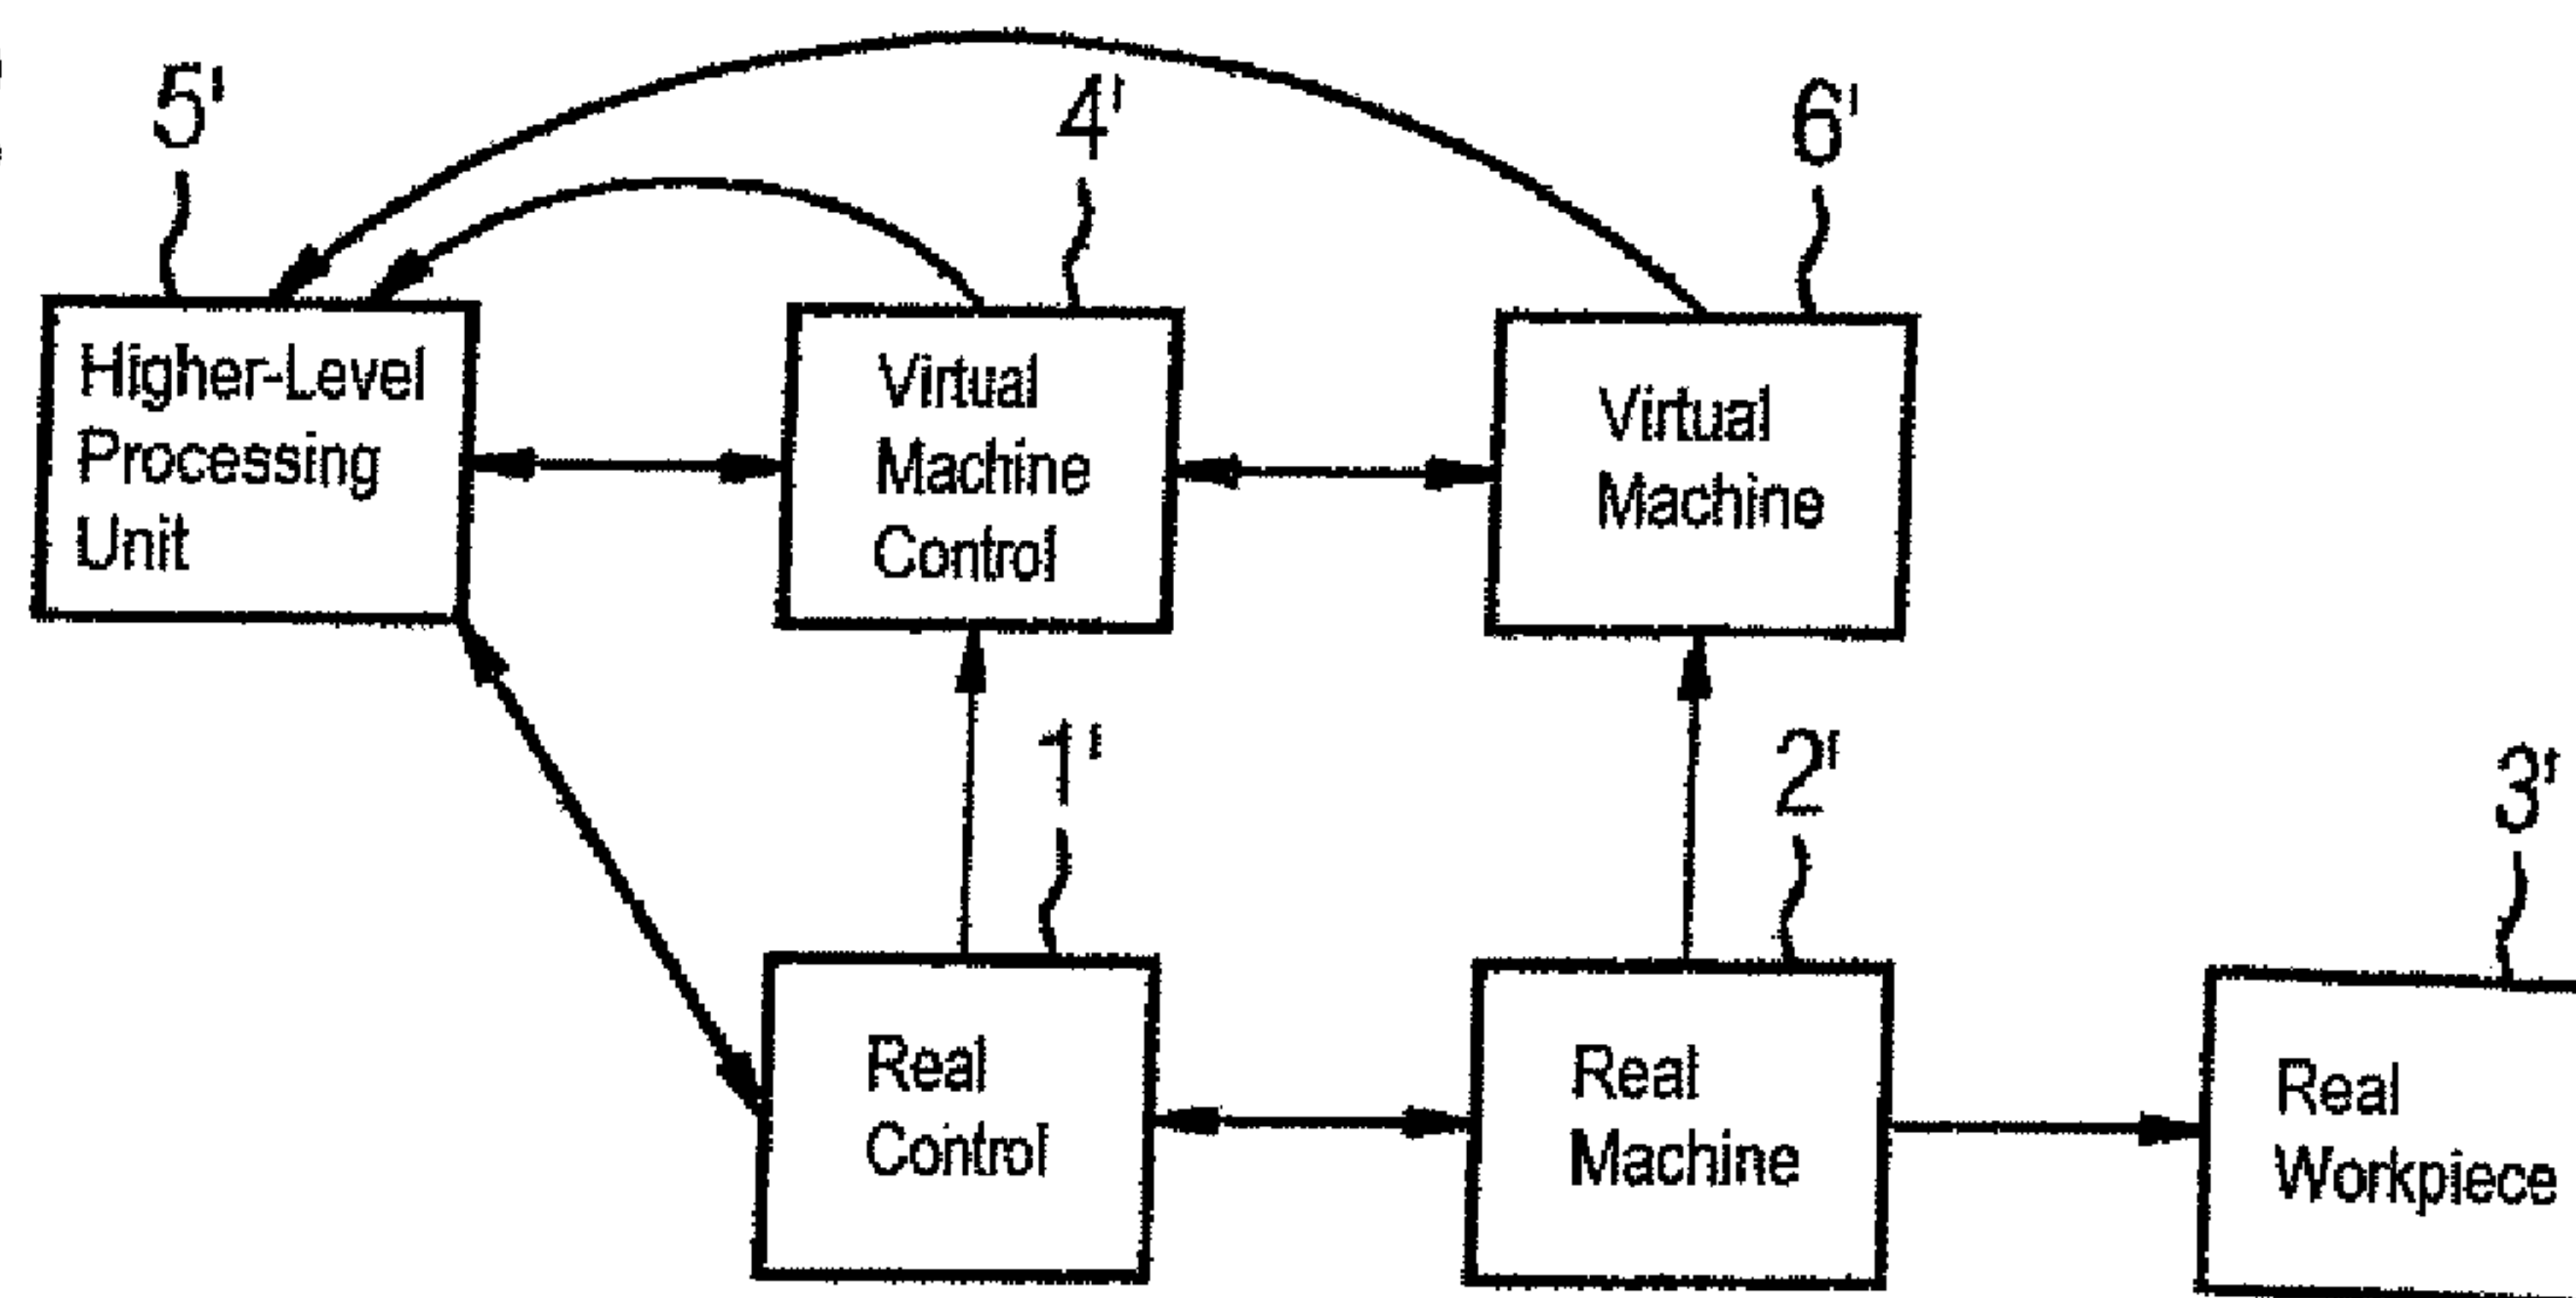 5'
4'
6'
Higher-Level
Processing
Unit
Virtual
Machine
Control
Virtual
Machine
1'
2'
3'
Real
Control
Real
Machine
Real
Workpiece